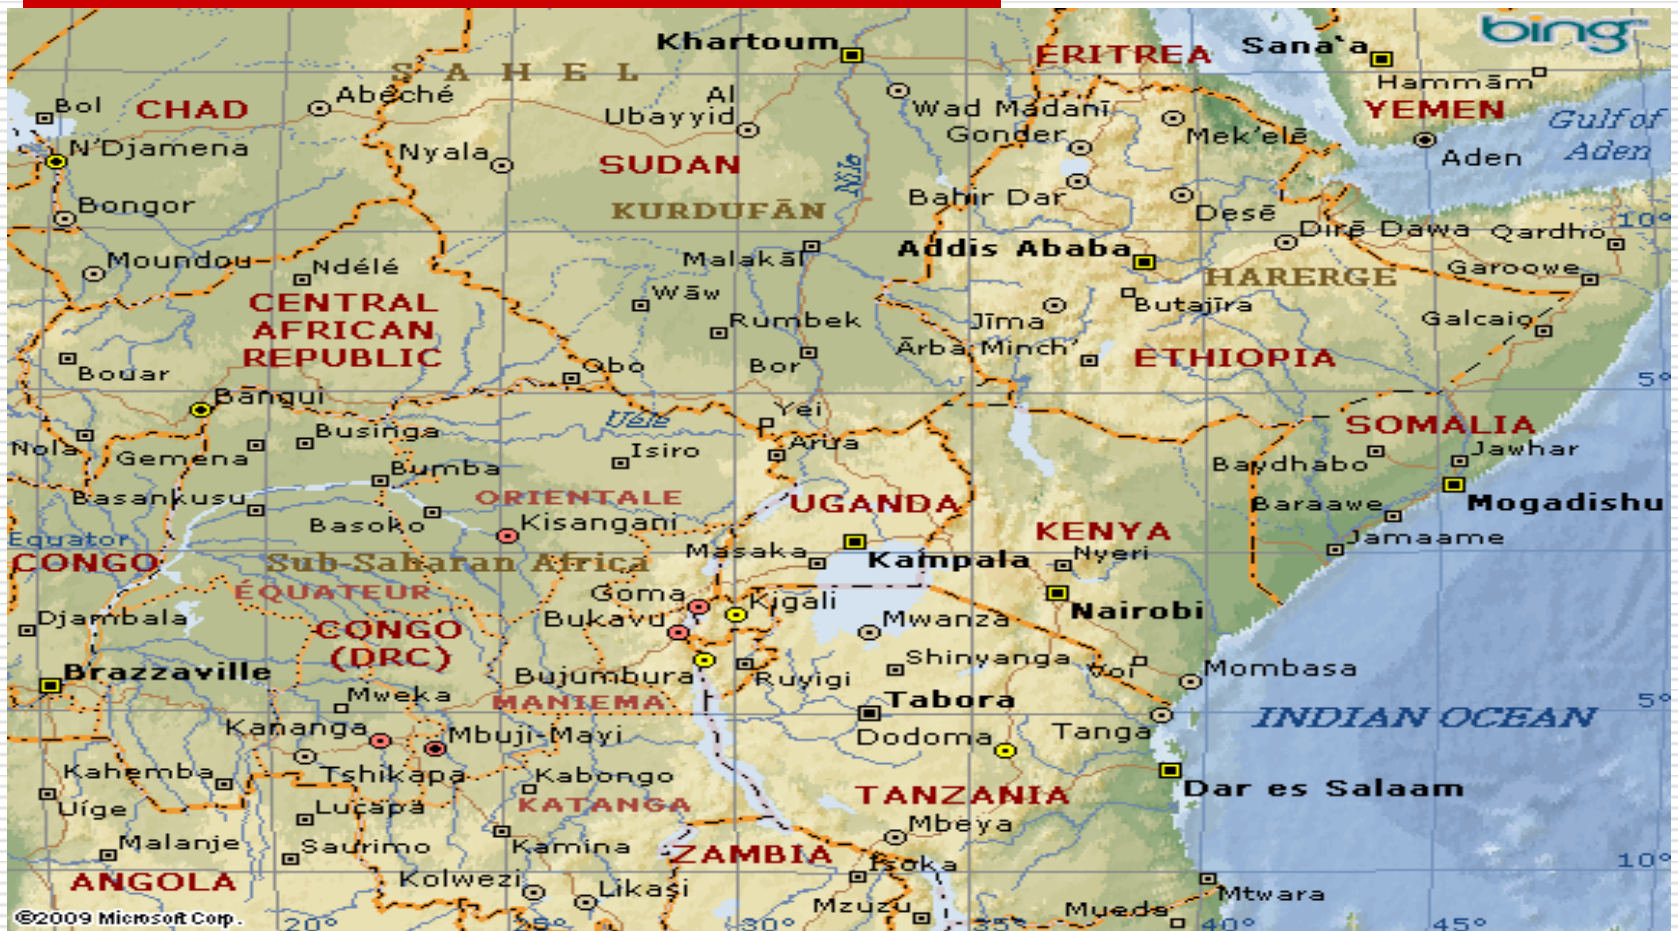 bing™
Khartoum
ERITREA
Sana'a
Hammām
SAHEL
Bol
CHAD
Abéché
Al
Ubayyid
Wad Madanī
Gonder
Mek'elē
YEMEN
Gulf of
Aden
Aden
N'Djamena
Nyala
SUDAN
Nile
Bongor
KURDUFĀN
Bahir Dar
Desē
Dirē Dawa
Qardho
10°
Moundou
Ndélé
Malakāl
Addis Ababa
HARERGE
Garoowe
CENTRAL
AFRICAN
REPUBLIC
Wāw
Rumbek
Jīma
Butajīra
Galcaio
Bouar
Obo
Bor
Ārba Minch'
ETHIOPIA
5°
Bāngui
Yei
Uélé
SOMALIA
Nola
Gemena
Businga
Isiro
Arua
Baydhabo
Jawhar
Bumba
Basankusu
ORIENTALE
UGANDA
Baraawe
Mogadishu
Basoko
Kisangani
KENYA
Equator
CONGO
Sub-Saharan Africa
Masaka
Kampala
Nyeri
Jamaame
ÉQUATEUR
Goma
Kigali
Nairobi
Djambala
CONGO
(DRC)
Bukavu
Mwanza
Brazzaville
Bujumbura
Ruyigi
Shinyanga
Voi
Mombasa
Mweka
MANIEMA
Tabora
5°
Kananga
Mbuji-Mayi
Dodoma
Tanga
INDIAN OCEAN
Kahemba
Tshikapa
Kabongo
Uíge
Lucapa
KATANGA
TANZANIA
Dar es Salaam
Malanje
Saurimo
Kamina
Mbeya
ZAMBIA
Isoka
10°
ANGOLA
Kolwezi
Likasi
Mzuzu
Mueda
Mtwara
©2009 Microsoft Corp.
20°
25°
30°
35°
40°
45°